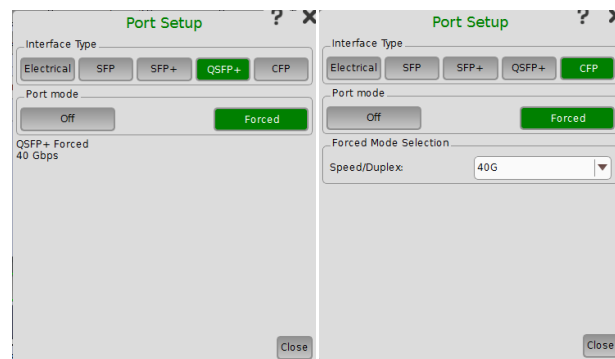 Port Setup ? X
Interface Type
Electrical SFP SFP+ QSFP+ CFP
Port mode
Off Forced
QSFP+ Forced
40 Gbps
Close
Port Setup ? X
Interface Type
Electrical SFP SFP+ QSFP+ CFP
Port mode
Off Forced
Forced Mode Selection
Speed/Duplex: 40G
Close